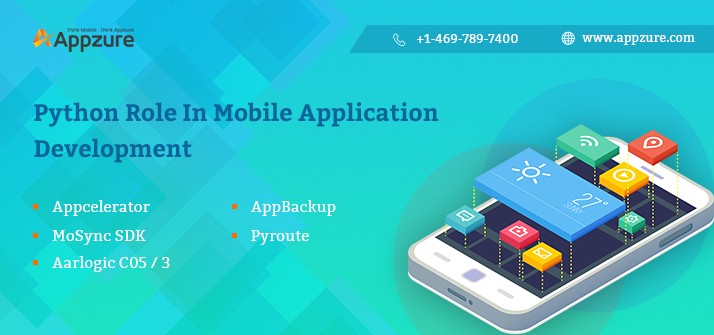 Think Mobile. Think Appzure
Appzure
+1-469-789-7400
www.appzure.com
Python Role In Mobile Application
Development
Appcelerator
AppBackup
MoSync SDK
Pyroute
Aarlogic C05 / 3
27°